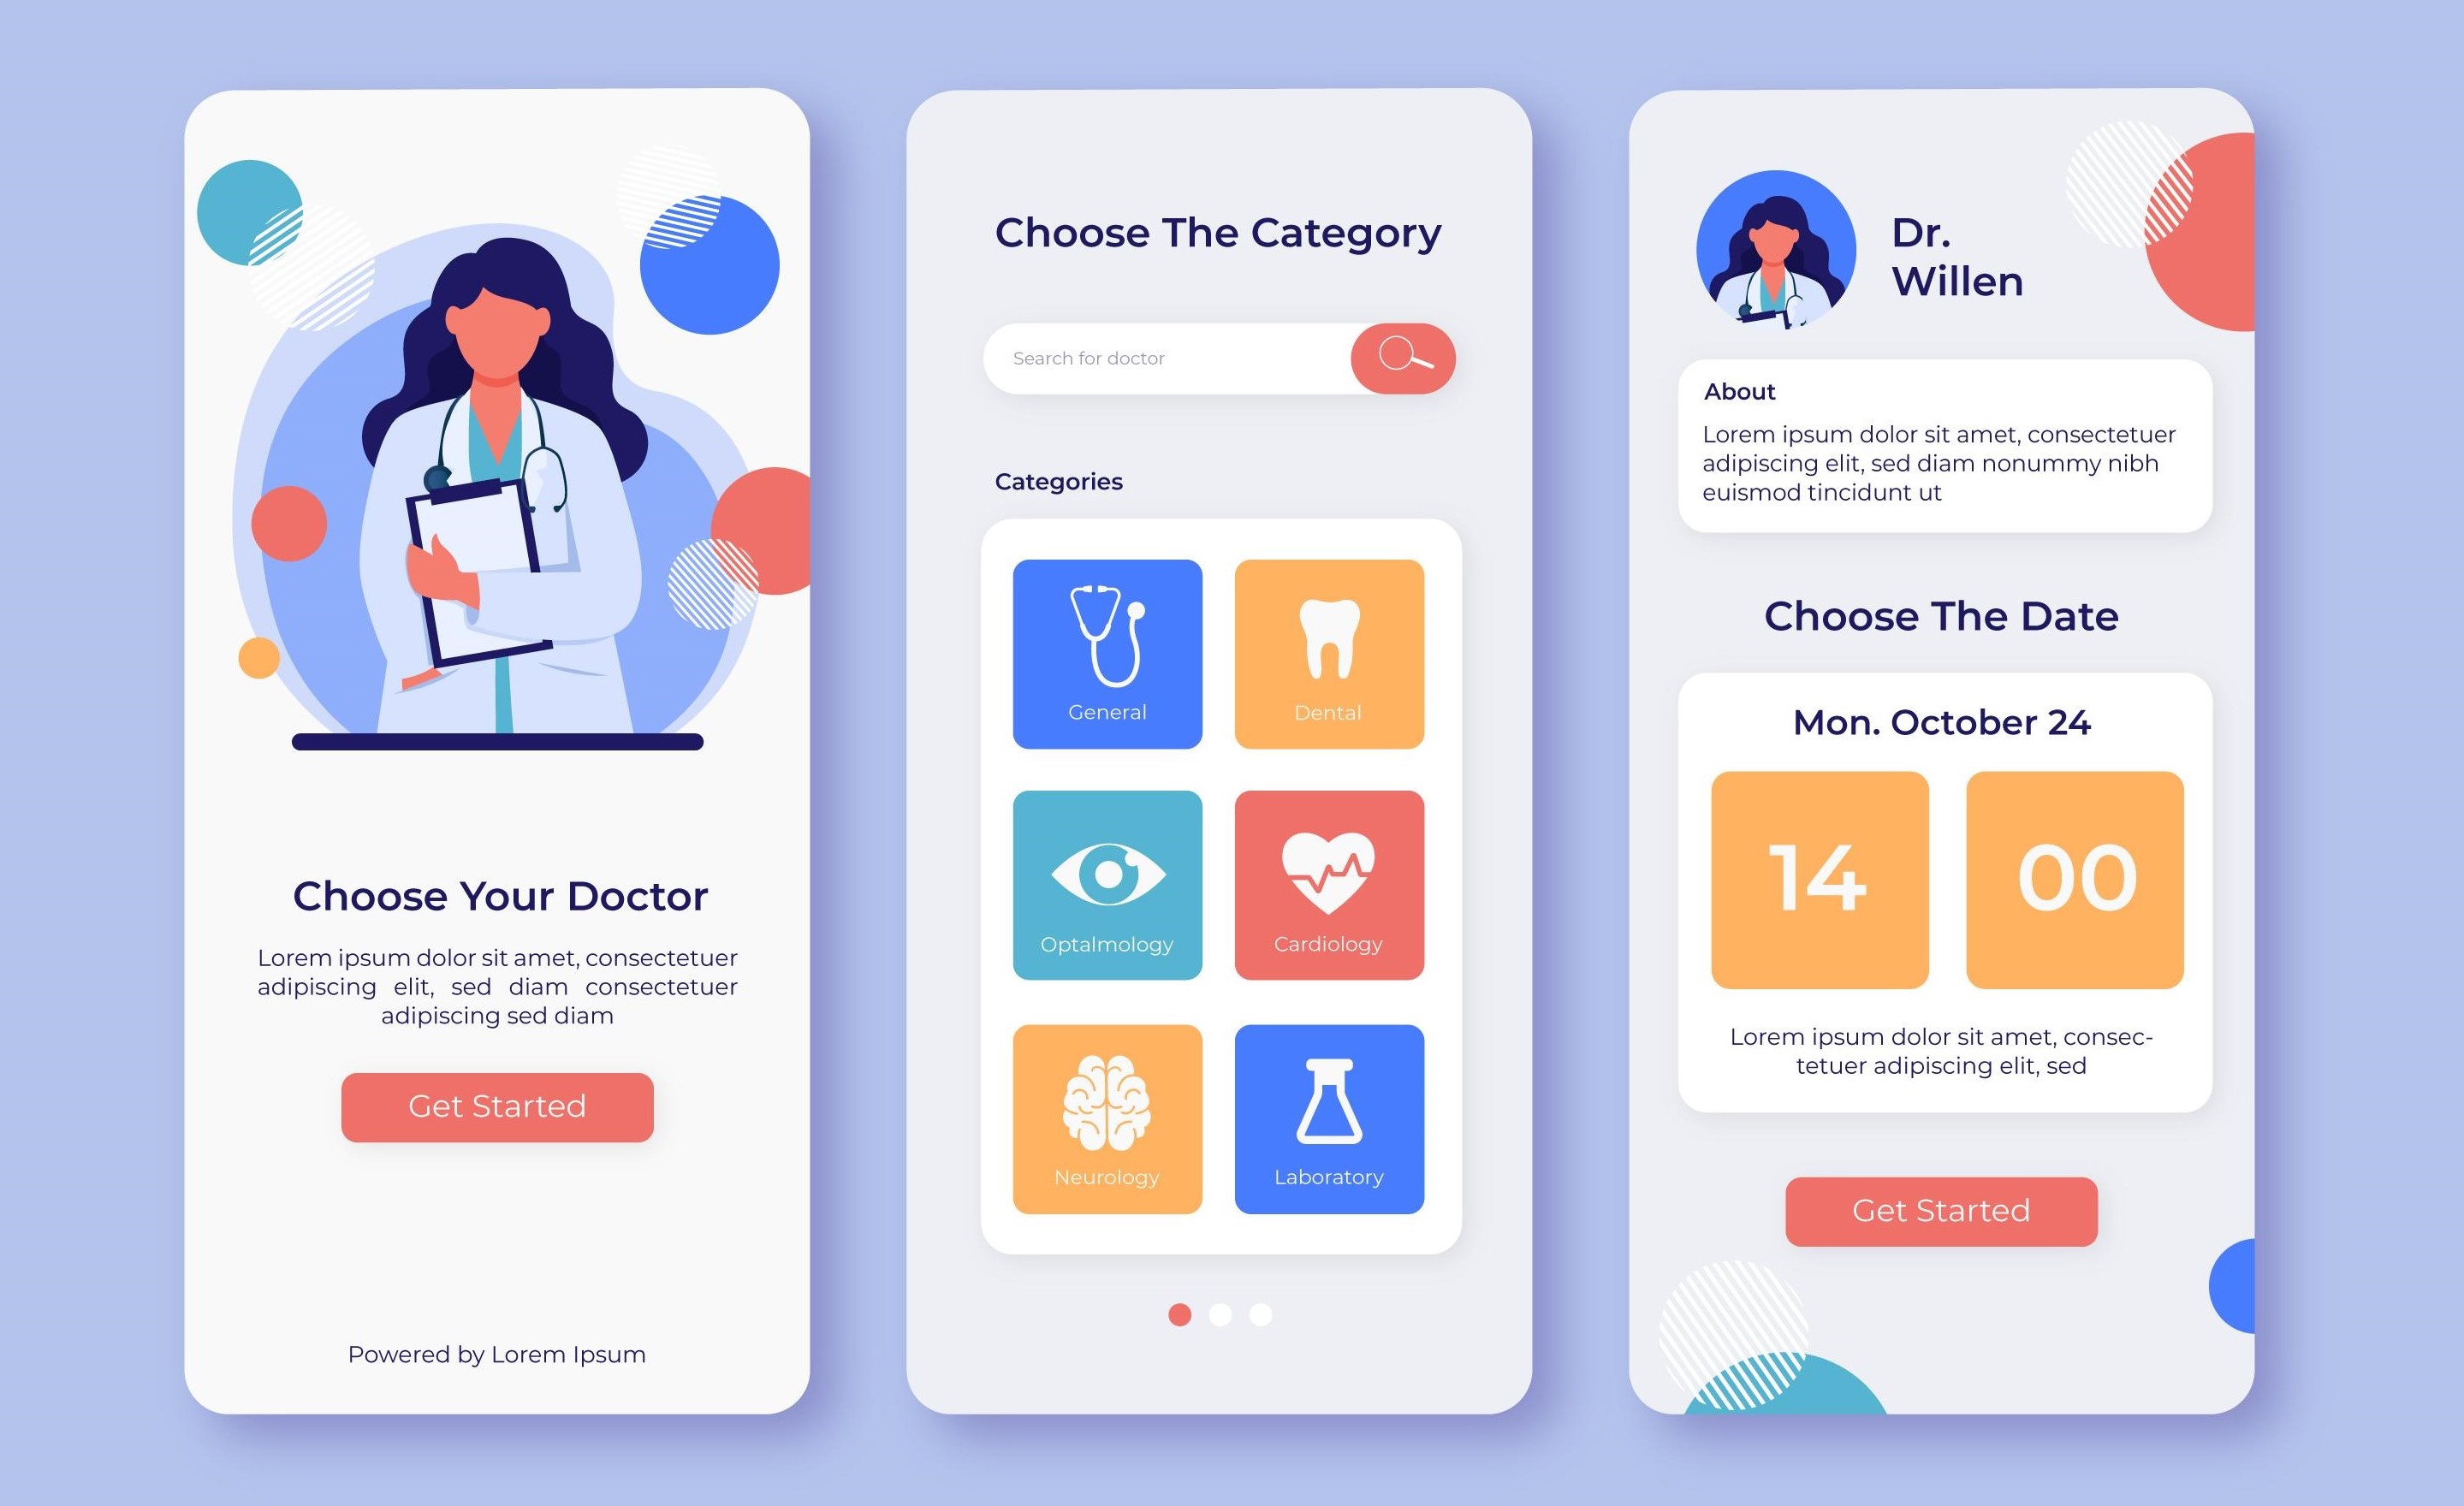 Choose Your Doctor
Lorem ipsum dolor sit amet, consectetuer
adipiscing elit, sed diam consectetuer
adipiscing sed diam
Get Started
Powered by Lorem Ipsum
Choose The Category
Search for doctor
Categories
General
Dental
Optalmology
Cardiology
Neurology
Laboratory
Dr.
Willen
About
Lorem ipsum dolor sit amet, consectetuer
adipiscing elit, sed diam nonummy nibh
euismod tincidunt ut
Choose The Date
Mon. October 24
14 00
Lorem ipsum dolor sit amet, consec-
tetuer adipiscing elit, sed
Get Started